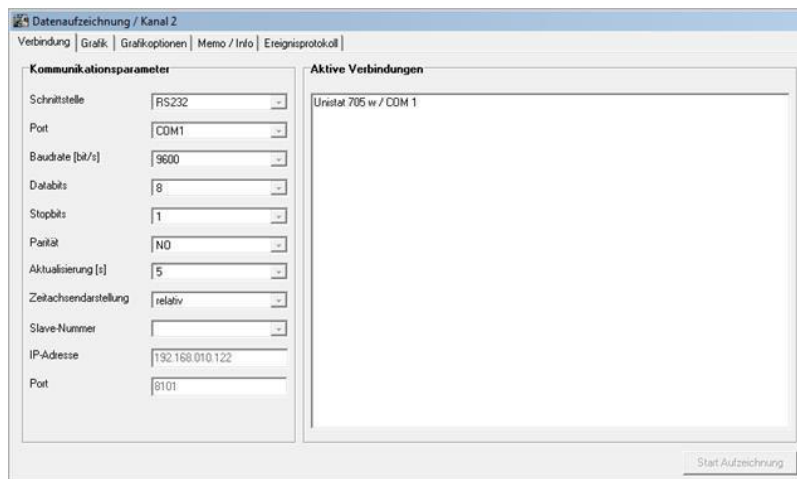 Datenaufzeichnung / Kanal 2
Verbindung Grafik Grafikoptionen Memo / Info Ereignisprotokoll
Kommunikationsparameter
Schnittstelle RS232
Port COM1
Baudrate [bit/s] 9600
Databits 8
Stopbits 1
Parität NO
Aktualisierung [s] 5
Zeitachsendarstellung relativ
Slave-Nummer
IP-Adresse 192.168.010.122
Port 8101
Aktive Verbindungen
Unistat 705 w / COM 1
Start Aufzeichnung